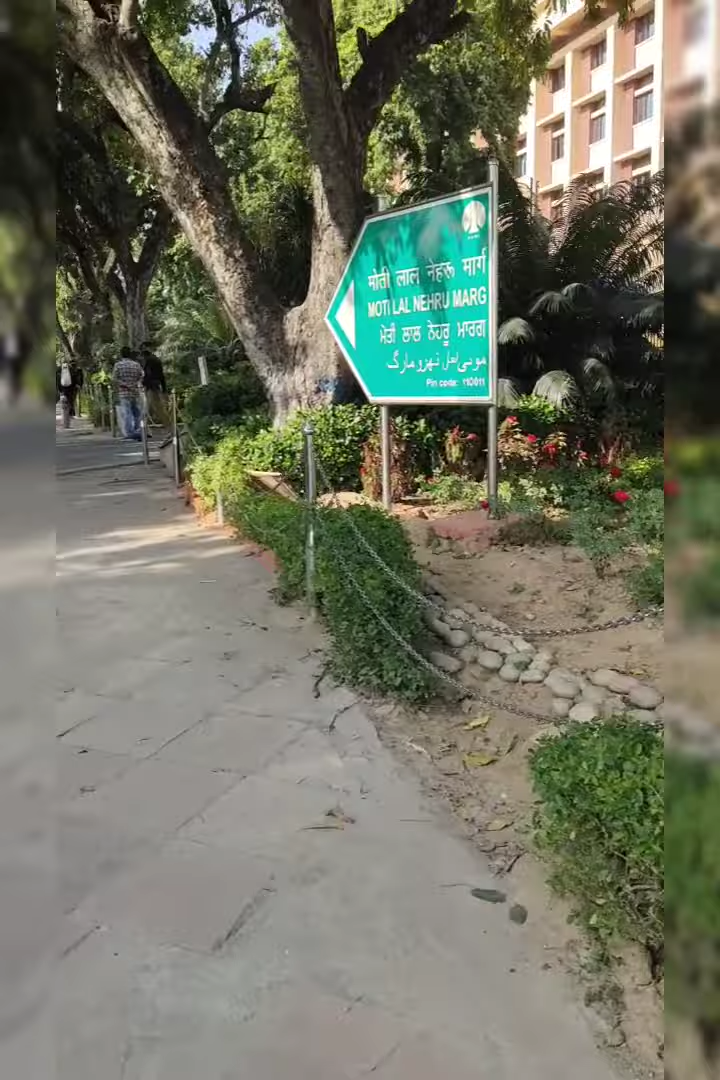 मोती लाल नेहरू मार्ग
MOTI LAL NEHRU MARG
ਮੋਤੀ ਲਾਲ ਨੇਹਰੂ ਮਾਰਗ
موتی لعل نہرو مارگ
Pin code: 110011